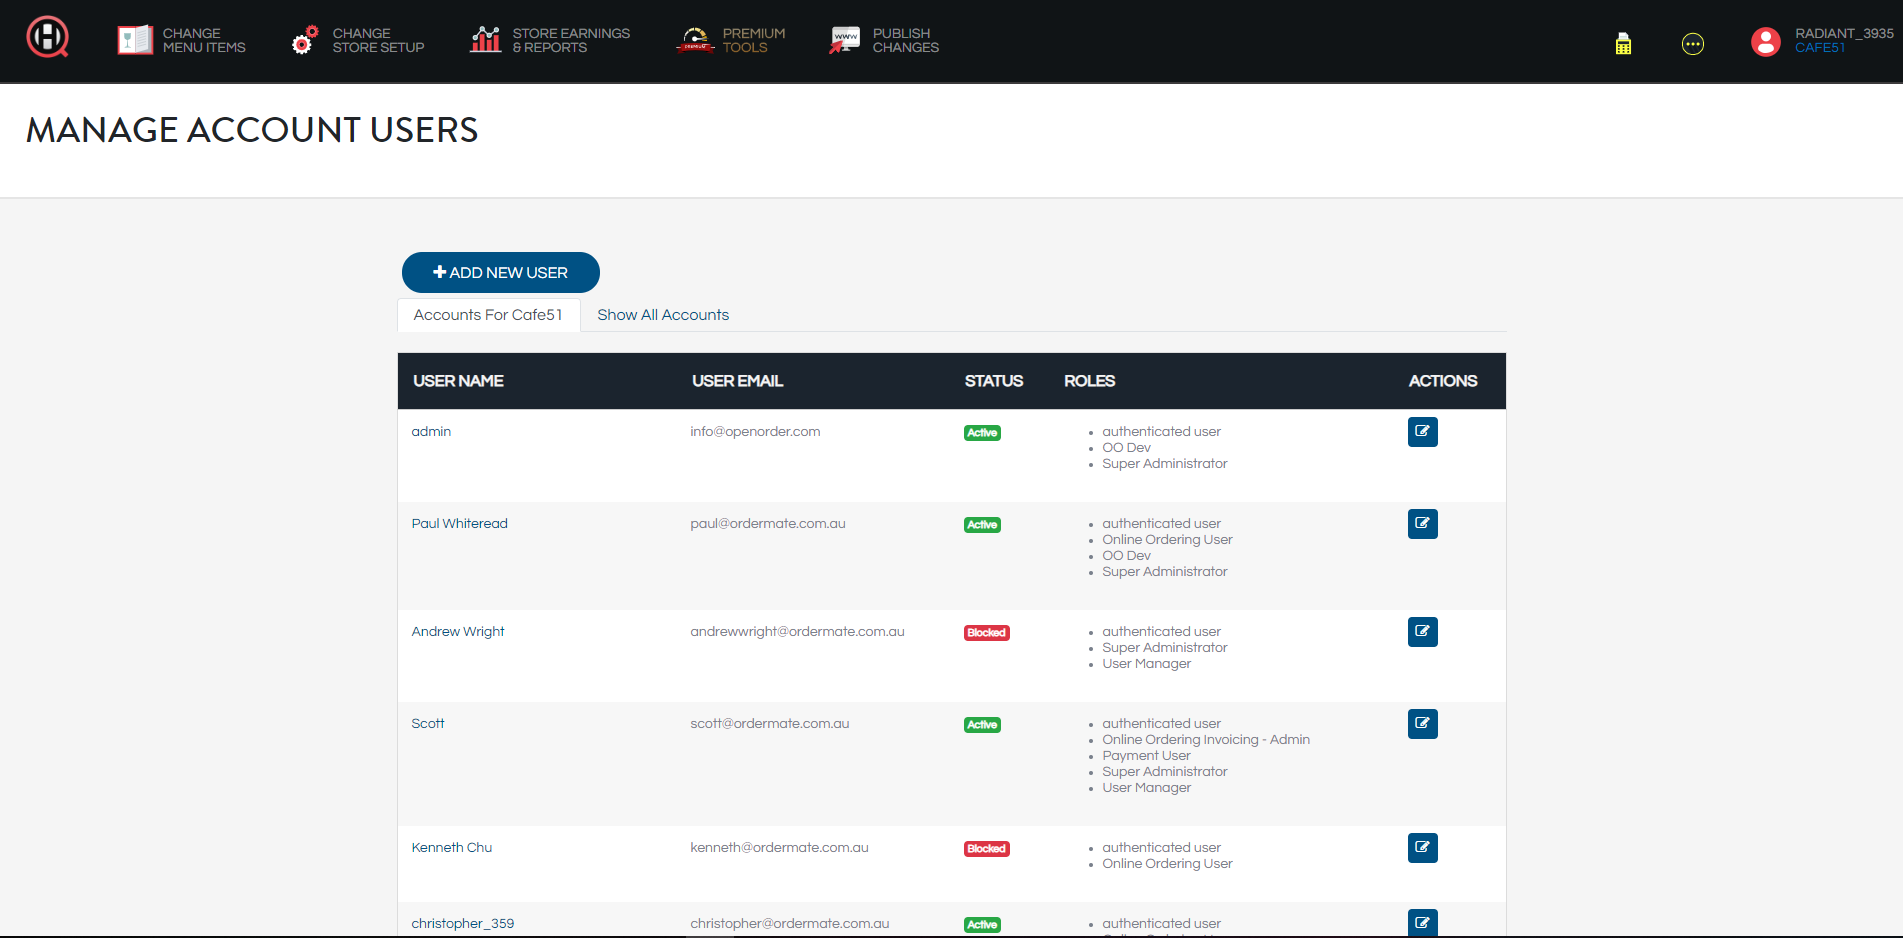 CHANGE
MENU ITEMS
CHANGE
STORE SETUP
STORE EARNINGS
& REPORTS
PREMIUM
PREMIUM
TOOLS
WWW
PUBLISH
CHANGES
RADIANT_3935
CAFE51
MANAGE ACCOUNT USERS
ADD NEW USER
Accounts For Cafe51 Show All Accounts
USER NAME USER EMAIL STATUS ROLES ACTIONS
admin info@openorder.com Active authenticated user
OO Dev
Super Administrator
Paul Whiteread paul@ordermate.com.au Active authenticated user
Online Ordering User
OO Dev
Super Administrator
Andrew Wright andrewwright@ordermate.com.au Blocked authenticated user
Super Administrator
User Manager
Scott scott@ordermate.com.au Active authenticated user
Online Ordering Invoicing - Admin
Payment User
Super Administrator
User Manager
Kenneth Chu kenneth@ordermate.com.au Blocked authenticated user
Online Ordering User
christopher_359 christopher@ordermate.com.au Active authenticated user